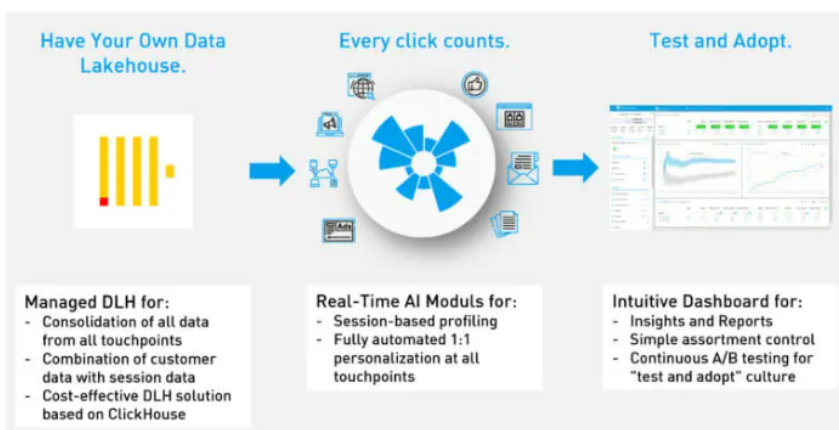 Have Your Own Data
Lakehouse.
Every click counts.
Test and Adopt.
Ads
Managed DLH for:
- Consolidation of all data
from all touchpoints
- Combination of customer
data with session data
- Cost-effective DLH solution
based on ClickHouse
Real-Time AI Moduls for:
- Session-based profiling
- Fully automated 1:1
personalization at all
touchpoints
Intuitive Dashboard for:
- Insights and Reports
- Simple assortment control
- Continuous A/B testing for
"test and adopt" culture